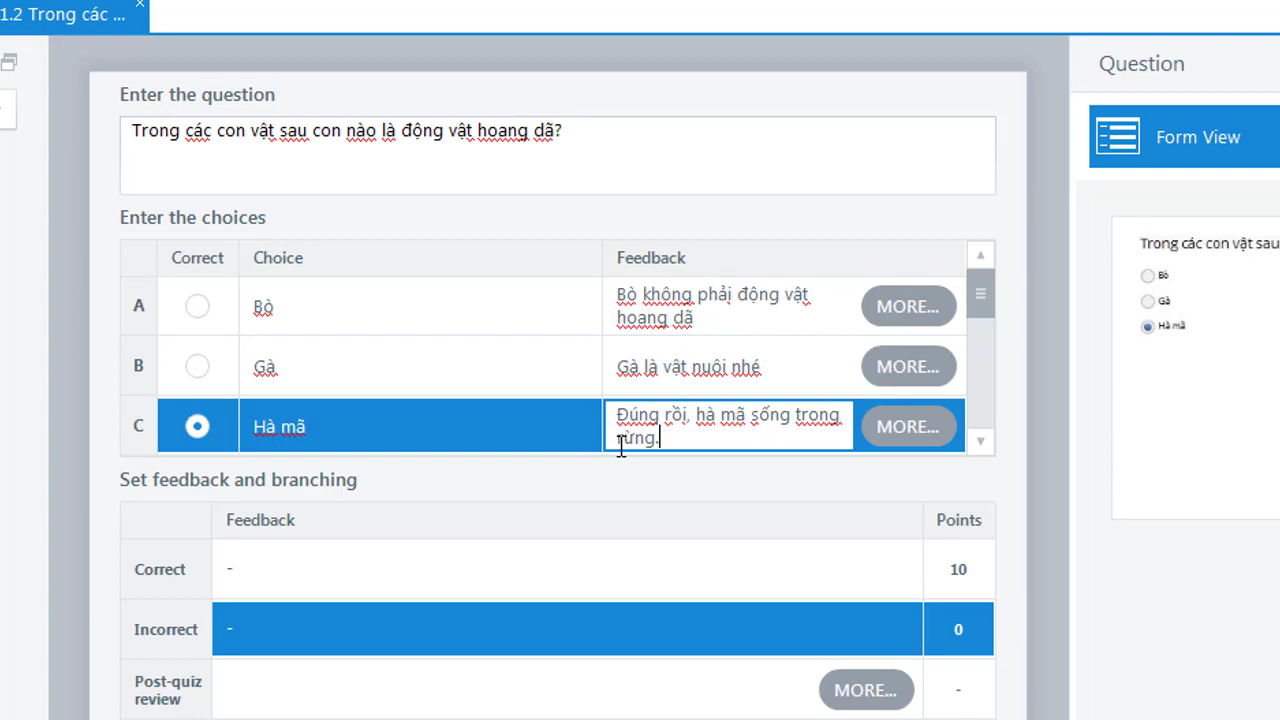 1.2 Trong các ...
Enter the question
Trong các con vật sau con nào là động vật hoang dã?
Enter the choices
Correct Choice Feedback
A Bò Bò không phải động vật
hoang dã MORE...
B Gà Gà là vật nuôi nhé MORE...
C Hà mã Đúng rồi, hà mã sống trong
rừng. MORE...
Set feedback and branching
Feedback Points
Correct - 10
Incorrect - 0
Post-quiz
review MORE... -
Question
Form View
Trong các con vật sau
Bò
Gà
Hà mã